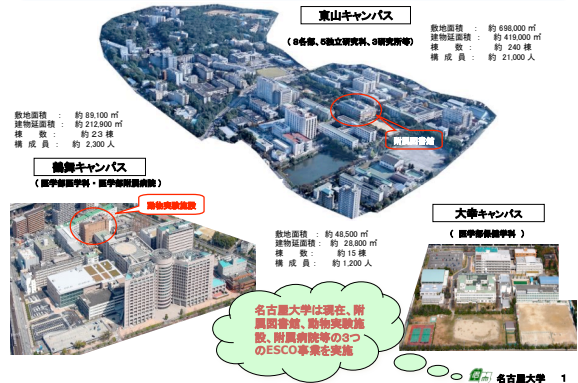 東山キャンパス
（8各部、5独立研究科、3研究所等）
敷地面積 ： 約 698,000 ㎡
建物延面積 ： 約 419,000 ㎡
棟 数 ： 約 240 棟
構成員 ： 約 21,000 人
附属図書館
敷地面積 ： 約 89,100 ㎡
建物延面積 ： 約 212,900 ㎡
棟 数 ： 約 23 棟
構成員 ： 約 2,300 人
鶴舞キャンパス
（医学部医学科・医学部附属病院）
動物実験施設
敷地面積 ： 約 48,500 ㎡
建物延面積 ： 約 28,800 ㎡
棟 数 ： 約 15 棟
構成員 ： 約 1,200 人
大幸キャンパス
（ 医学部保健学科 ）
名古屋大学は現在、附
属図書館、動物実験施
設、附属病院等の3つ
のESCO事業を実施
名古屋大学 1